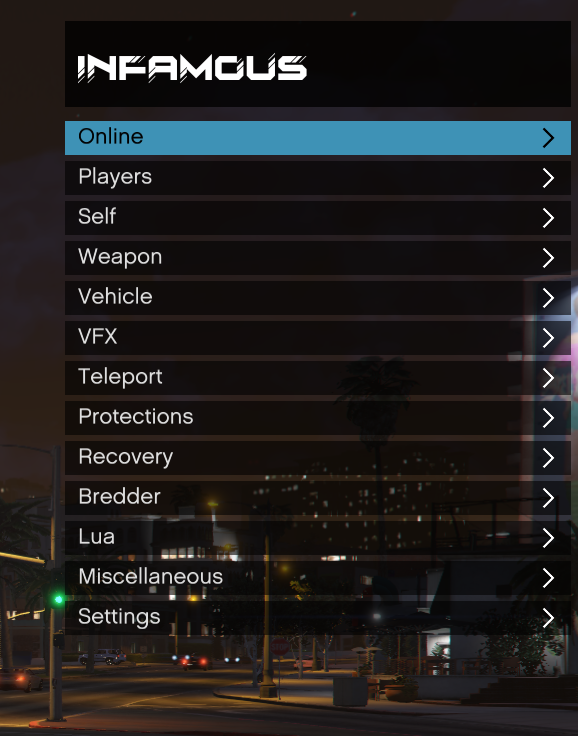 INFAMOUS
Online
Players
Self
Weapon
Vehicle
VFX
Teleport
Protections
Recovery
Bredder
Lua
Miscellaneous
Settings